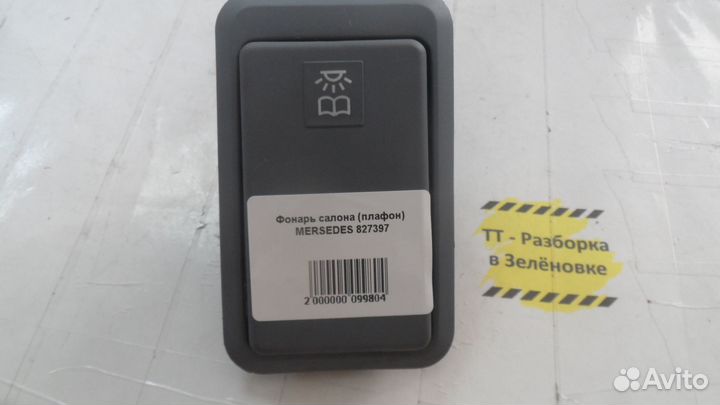 Фонарь салона (плафон)
MERSEDES 827397
2 000000 099804
ТТ - Разборка
в Зелёновке
Avito